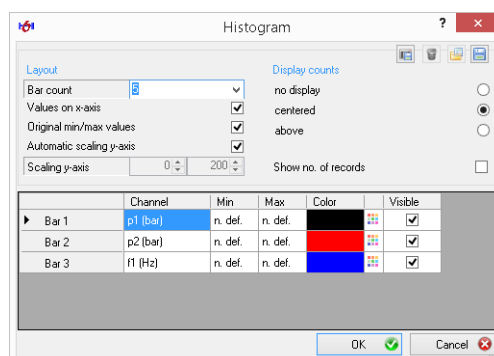 Histogram
?
Layout
Display counts
Bar count 5
no display
Values on x-axis
centered
Original min/max values
above
Automatic scaling y-axis
Scaling y-axis 0 200
Show no. of records
Channel Min Max Color Visible
Bar 1 p1 (bar) n. def. n. def.
Bar 2 p2 (bar) n. def. n. def.
Bar 3 f1 (Hz) n. def. n. def.
OK Cancel